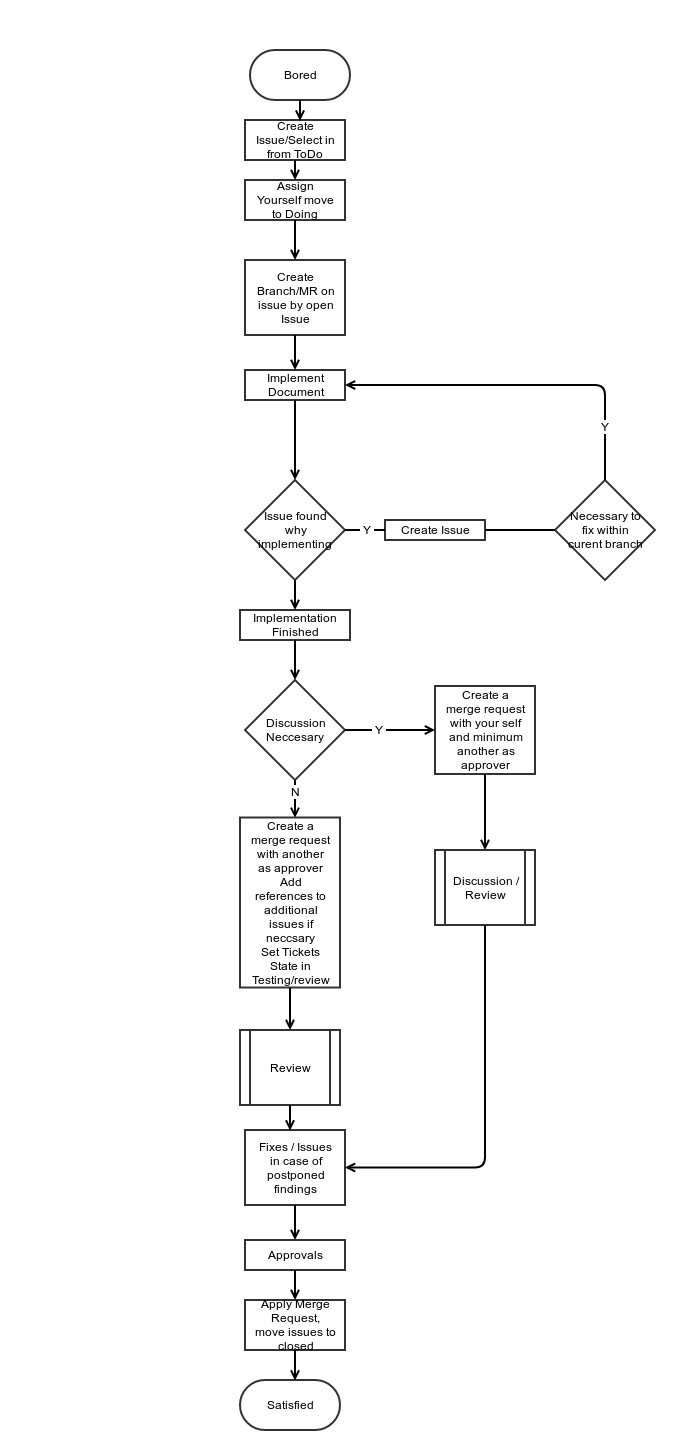 Bored
Create
Issue/Select in
from ToDo
Assign
Yourself move
to Doing
Create
Branch/MR on
issue by open
Issue
Implement
Document
Y
Issue found
why
implementing
Y
Create Issue
Necessary to
fix within
curent branch
Implementation
Finished
Discussion
Neccesary
Y
Create a
merge request
with your self
and minimum
another as
approver
N
Create a
merge request
with another
as approver
Add
references to
additional
issues if
neccsary
Set Tickets
State in
Testing/review
Discussion /
Review
Review
Fixes / Issues
in case of
postponed
findings
Approvals
Apply Merge
Request,
move issues to
closed
Satisfied